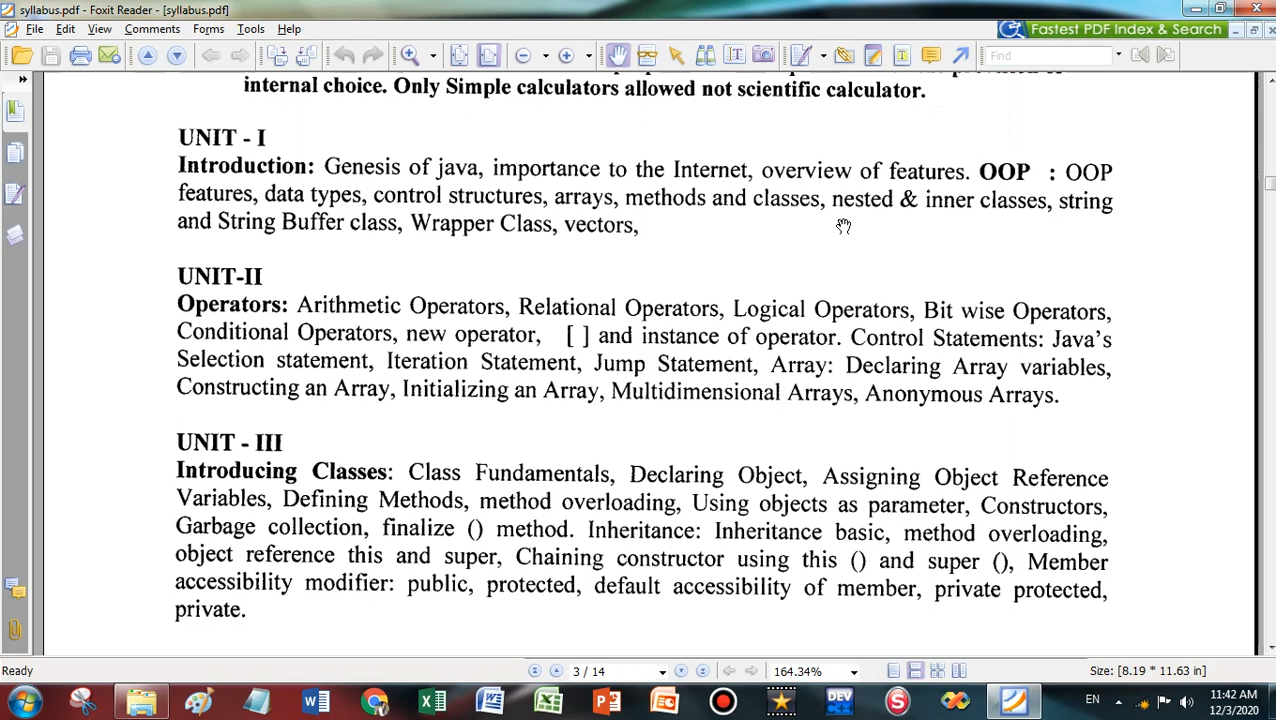 syllabus.pdf - Foxit Reader - [syllabus.pdf]
File Edit View Comments Forms Tools Help
Fastest PDF Index & Search
Find
internal choice. Only Simple calculators allowed not scientific calculator.
UNIT - I
Introduction: Genesis of java, importance to the Internet, overview of features. OOP : OOP
features, data types, control structures, arrays, methods and classes, nested & inner classes, string
and String Buffer class, Wrapper Class, vectors,
UNIT-II
Operators: Arithmetic Operators, Relational Operators, Logical Operators, Bit wise Operators,
Conditional Operators, new operator, [ ] and instance of operator. Control Statements: Java's
Selection statement, Iteration Statement, Jump Statement, Array: Declaring Array variables,
Constructing an Array, Initializing an Array, Multidimensional Arrays, Anonymous Arrays.
UNIT - III
Introducing Classes: Class Fundamentals, Declaring Object, Assigning Object Reference
Variables, Defining Methods, method overloading, Using objects as parameter, Constructors,
Garbage collection, finalize () method. Inheritance: Inheritance basic, method overloading,
object reference this and super, Chaining constructor using this () and super (), Member
accessibility modifier: public, protected, default accessibility of member, private protected,
private.
Ready
3 / 14
164.34%
Size: [8.19 * 11.63 in]
DEV
EN
11:42 AM
12/3/2020